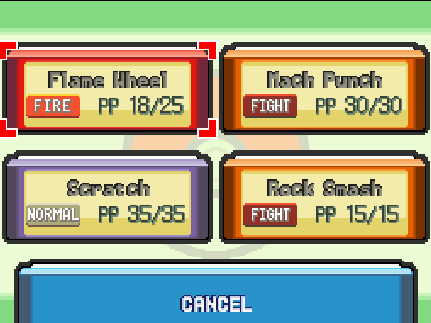 Flame Wheel
FIRE PP 18/25
Mach Punch
FIGHT PP 30/30
Scratch
NORMAL PP 35/35
Rock Smash
FIGHT PP 15/15
CANCEL